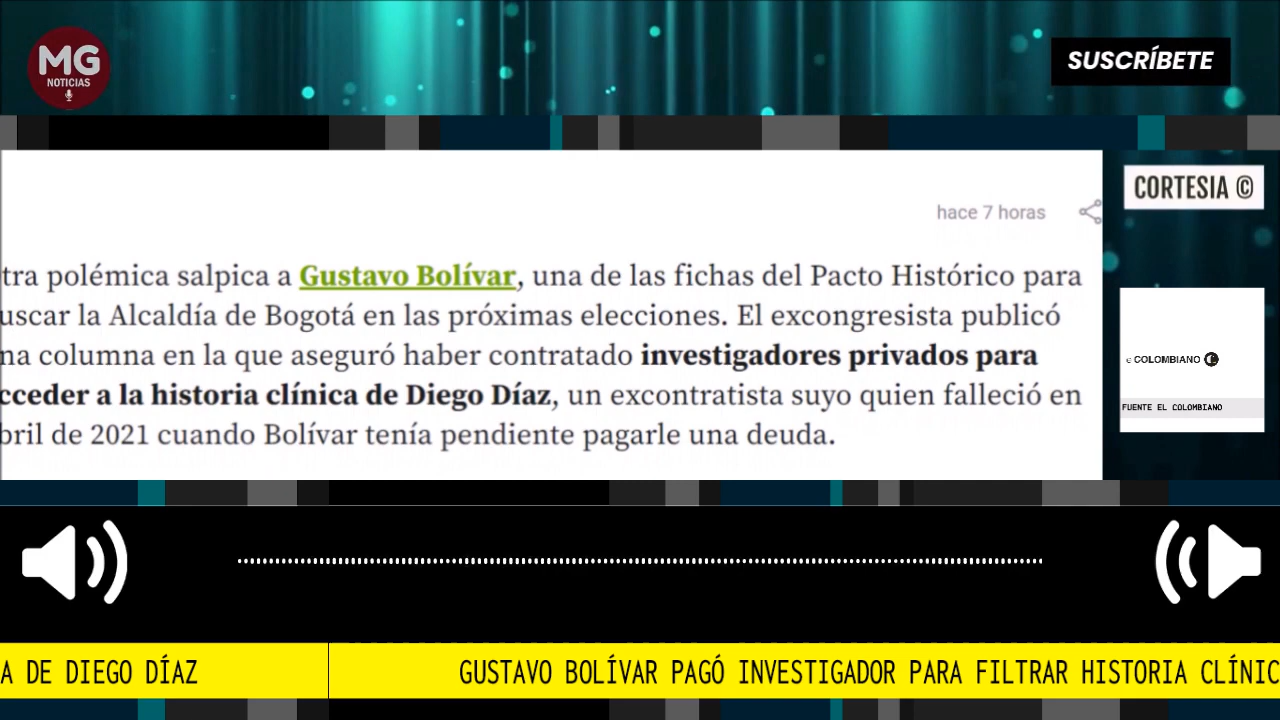 MG
NOTICIAS
SUSCRÍBETE
CORTESIA ©
hace 7 horas
tra polémica salpica a Gustavo Bolívar, una de las fichas del Pacto Histórico para
uscar la Alcaldía de Bogotá en las próximas elecciones. El excongresista publicó
na columna en la que aseguró haber contratado investigadores privados para
cceder a la historia clínica de Diego Díaz, un excontratista suyo quien falleció en
bril de 2021 cuando Bolívar tenía pendiente pagarle una deuda.
COLOMBIANO
FUENTE EL COLOMBIANO
A DE DIEGO DÍAZ GUSTAVO BOLÍVAR PAGÓ INVESTIGADOR PARA FILTRAR HISTORIA CLÍNIC